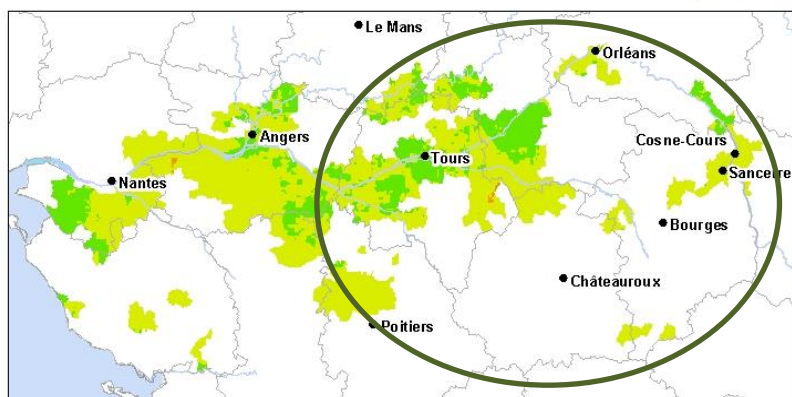 Le Mans
Orléans
Angers
Cosne-Cours
Tours
Sancerre
Nantes
Bourges
Châteauroux
Poitiers